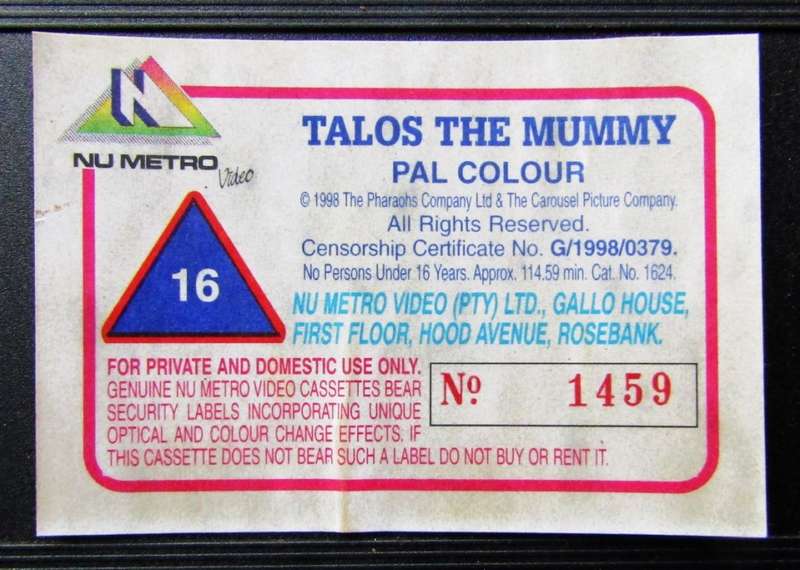 N
NU METRO
Video
TALOS THE MUMMY
PAL COLOUR
© 1998 The Pharaohs Company Ltd & The Carousel Picture Company.
All Rights Reserved.
Censorship Certificate No. G/1998/0379.
No Persons Under 16 Years. Approx. 114.59 min. Cat. No. 1624.
16
NU METRO VIDEO (PTY) LTD., GALLO HOUSE,
FIRST FLOOR, HOOD AVENUE, ROSEBANK.
FOR PRIVATE AND DOMESTIC USE ONLY.
GENUINE NU METRO VIDEO CASSETTES BEAR
SECURITY LABELS INCORPORATING UNIQUE
OPTICAL AND COLOUR CHANGE EFFECTS. IF
THIS CASSETTE DOES NOT BEAR SUCH A LABEL DO NOT BUY OR RENT IT.
Nº 1459